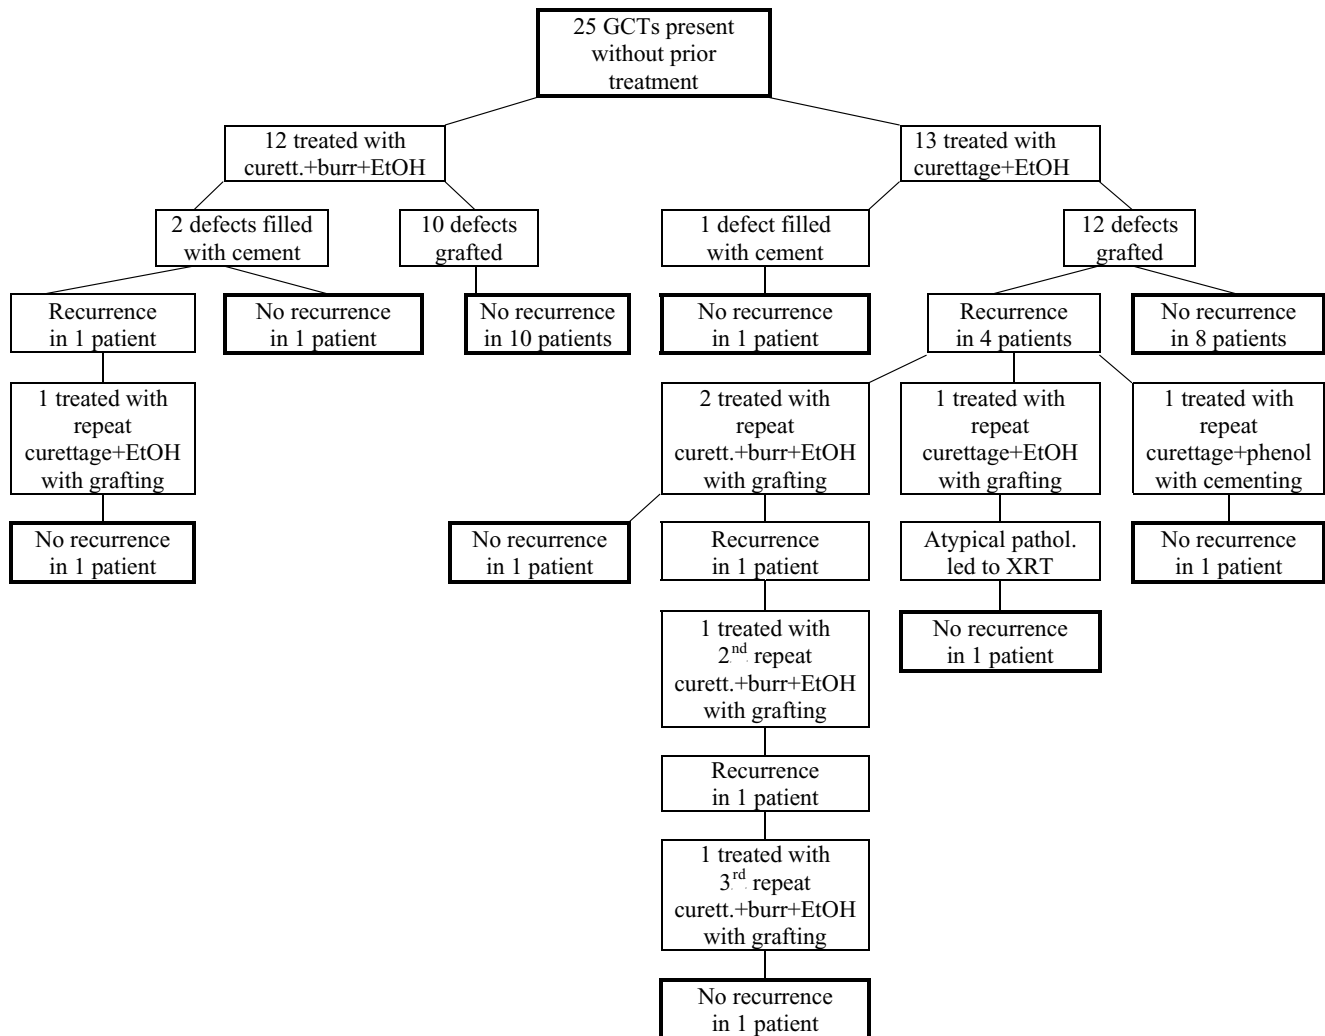 25 GCTs present
without prior
treatment
12 treated with
curett.+burr+EtOH
13 treated with
curettage+EtOH
2 defects filled
with cement
10 defects
grafted
1 defect filled
with cement
12 defects
grafted
Recurrence
in 1 patient
No recurrence
in 1 patient
No recurrence
in 10 patients
No recurrence
in 1 patient
Recurrence
in 4 patients
No recurrence
in 8 patients
1 treated with
repeat
curettage+EtOH
with grafting
2 treated with
repeat
curett.+burr+EtOH
with grafting
1 treated with
repeat
curettage+EtOH
with grafting
1 treated with
repeat
curettage+phenol
with cementing
No recurrence
in 1 patient
No recurrence
in 1 patient
Recurrence
in 1 patient
Atypical pathol.
led to XRT
No recurrence
in 1 patient
1 treated with
2nd repeat
curett.+burr+EtOH
with grafting
No recurrence
in 1 patient
Recurrence
in 1 patient
1 treated with
3rd repeat
curett.+burr+EtOH
with grafting
No recurrence
in 1 patient